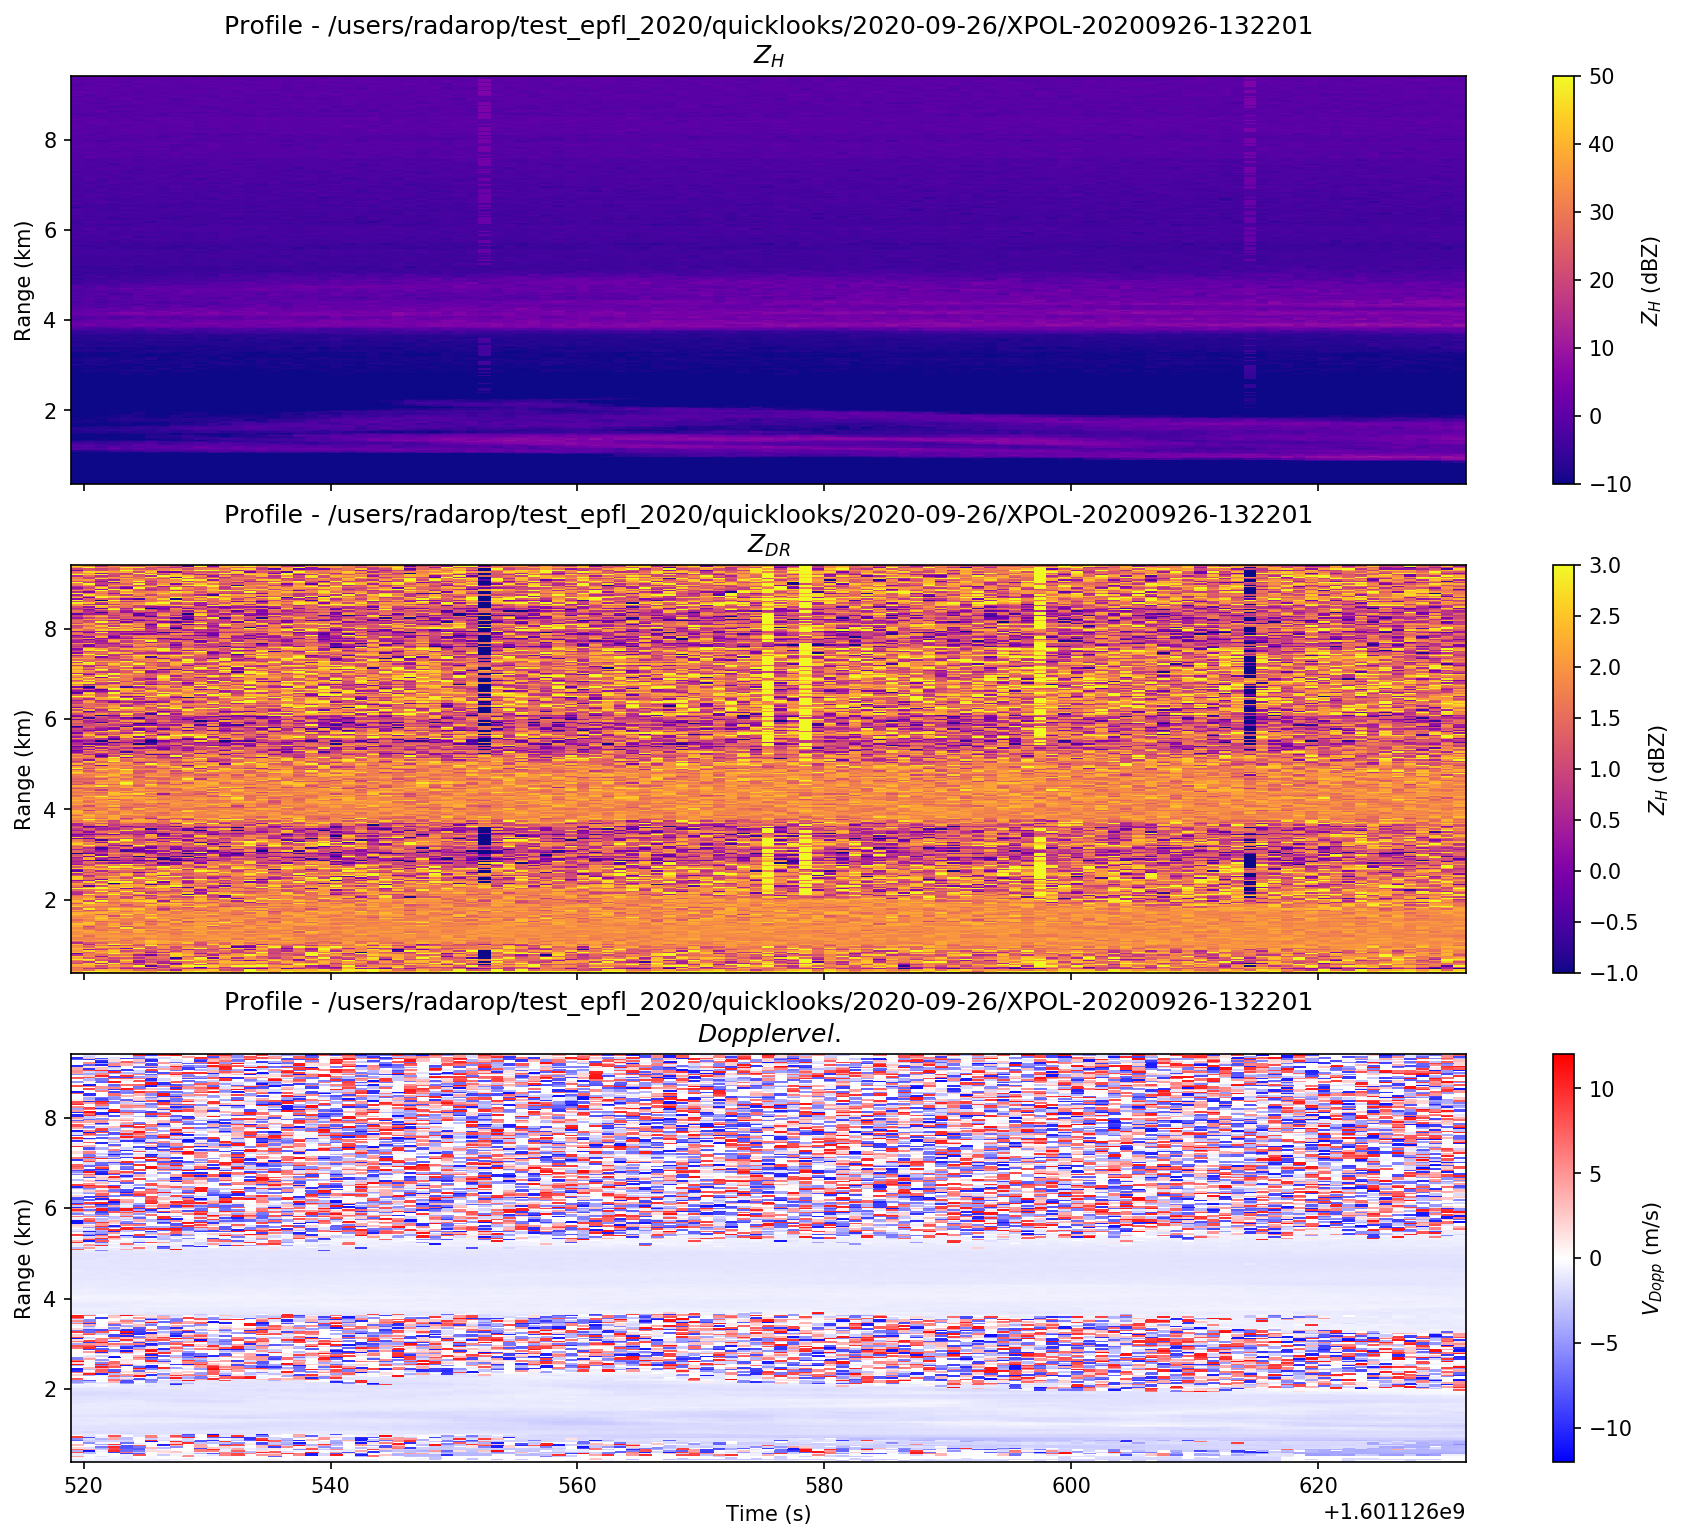 Profile - /users/radarop/test_epfl_2020/quicklooks/2020-09-26/XPOL-20200926-132201
Z_H
8
6
4
2
Range (km)
50
40
30
20
10
0
−10
Z_H (dBZ)
Profile - /users/radarop/test_epfl_2020/quicklooks/2020-09-26/XPOL-20200926-132201
Z_DR
8
6
4
2
Range (km)
3.0
2.5
2.0
1.5
1.0
0.5
0.0
−0.5
−1.0
Z_H (dBZ)
Profile - /users/radarop/test_epfl_2020/quicklooks/2020-09-26/XPOL-20200926-132201
Dopplervel.
8
6
4
2
Range (km)
10
5
0
−5
−10
V_Dopp (m/s)
520 540 560 580 600 620
Time (s)
+1.601126e9